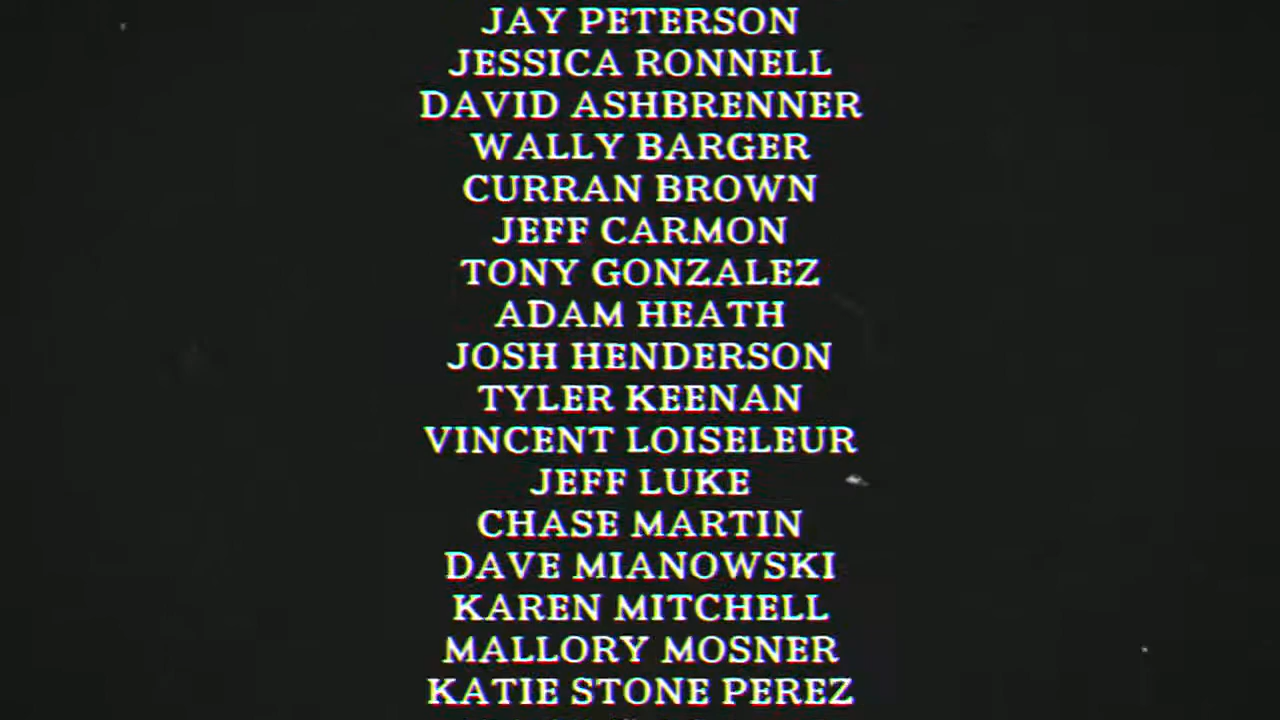 JAY PETERSON
JESSICA RONNELL
DAVID ASHBRENNER
WALLY BARGER
CURRAN BROWN
JEFF CARMON
TONY GONZALEZ
ADAM HEATH
JOSH HENDERSON
TYLER KEENAN
VINCENT LOISELEUR
JEFF LUKE
CHASE MARTIN
DAVE MIANOWSKI
KAREN MITCHELL
MALLORY MOSNER
KATIE STONE PEREZ